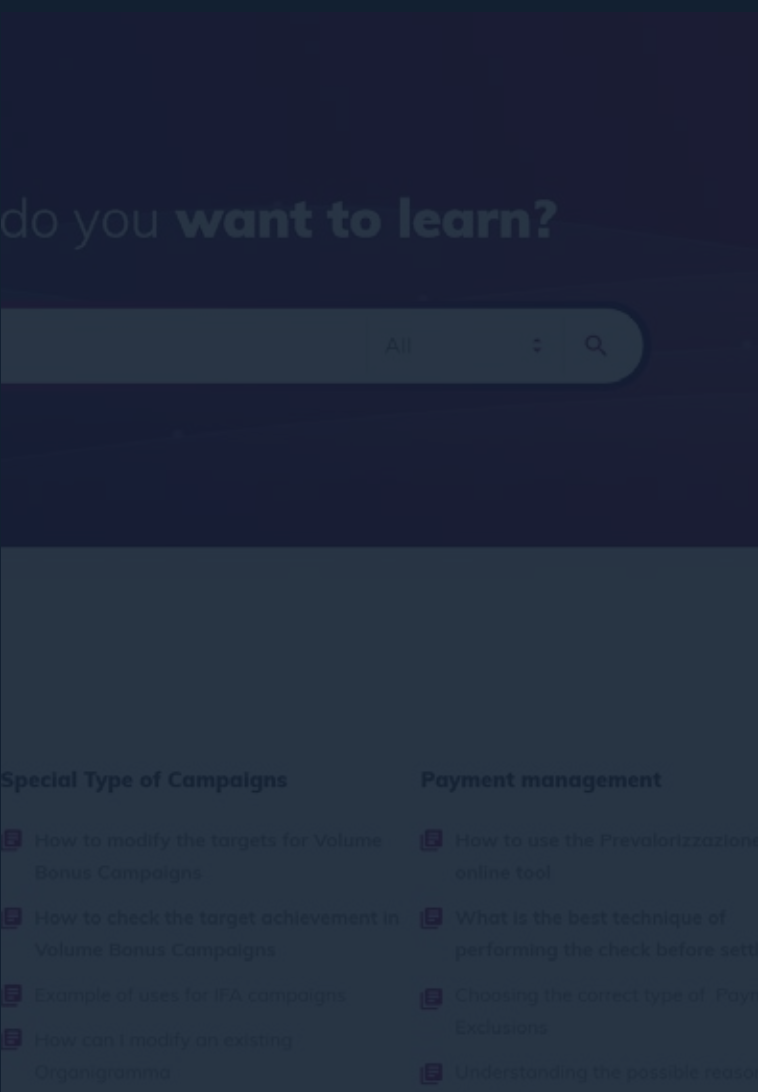 do you want to learn?
All
Special Type of Campaigns
How to modify the targets for Volume
Bonus Campaigns
How to check the target achievement in
Volume Bonus Campaigns
Example of uses for IFA campaigns
How can I modify an existing
Organigramma
Payment management
How to use the Prevalorizzazione
online tool
What is the best technique of
performing the check before
Choosing the correct type of
Exclusions
Understanding the possible